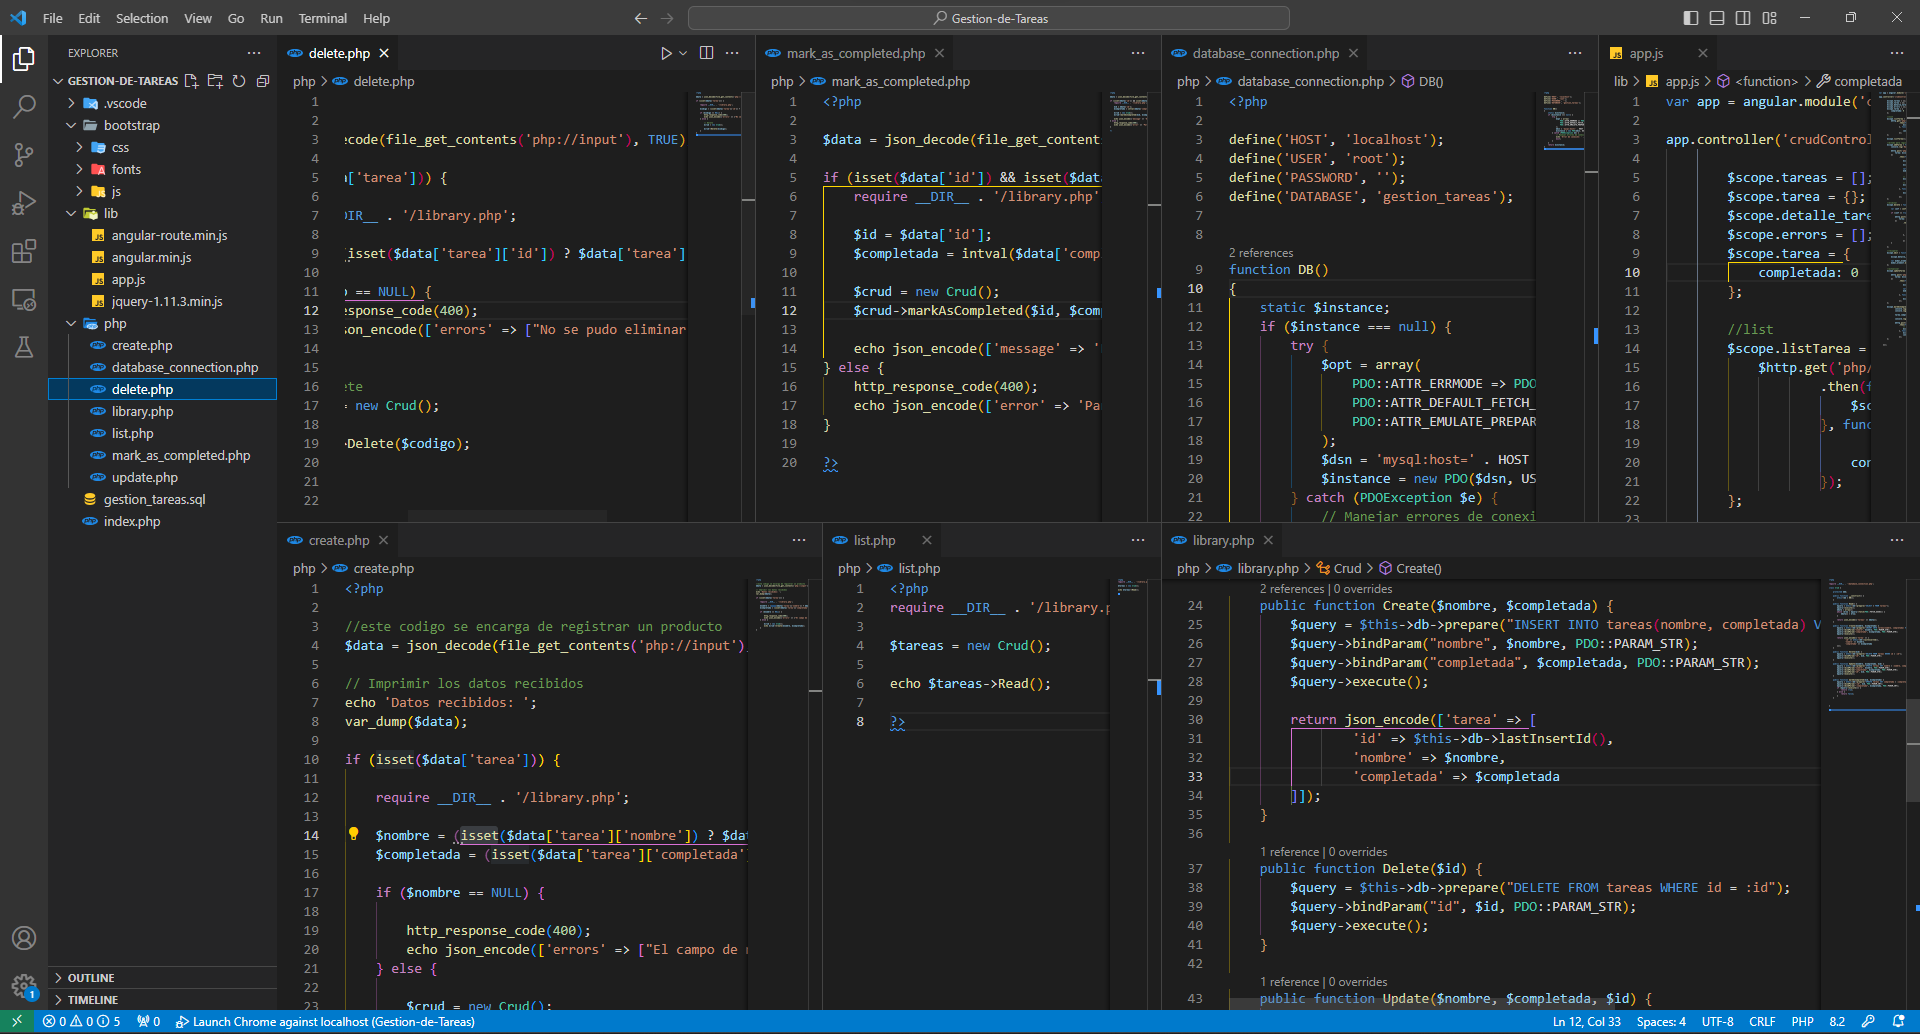 File Edit Selection View Go Run Terminal Help
Gestion-de-Tareas
EXPLORER
GESTION-DE-TAREAS
.vscode
bootstrap
css
fonts
js
lib
angular-route.min.js
angular.min.js
app.js
jquery-1.11.3.min.js
php
create.php
database_connection.php
delete.php
library.php
list.php
mark_as_completed.php
update.php
gestion_tareas.sql
index.php
OUTLINE
TIMELINE
delete.php
php > delete.php
1
2
3 ecode(file_get_contents('php://input'), TRUE)
4
5 ['tarea'])) {
6
7 DIR__ . '/library.php';
8
9 (isset($data['tarea']['id']) ? $data['tarea']
10
11 == NULL) {
12 esponse_code(400);
13 son_encode(['errors' => ["No se pudo eliminar
14
15
16 ete
17 = new Crud();
18
19 >Delete($codigo);
20
21
22
mark_as_completed.php
php > mark_as_completed.php
1 <?php
2
3 $data = json_decode(file_get_content
4
5 if (isset($data['id']) && isset($dat
6 require __DIR__ . '/library.php'
7
8 $id = $data['id'];
9 $completada = intval($data['comp
10
11 $crud = new Crud();
12 $crud->markAsCompleted($id, $com
13
14 echo json_encode(['message' => '
15 } else {
16 http_response_code(400);
17 echo json_encode(['error' => 'Pa
18 }
19
20 ?>
database_connection.php
php > database_connection.php > DB()
1 <?php
2
3 define('HOST', 'localhost');
4 define('USER', 'root');
5 define('PASSWORD', '');
6 define('DATABASE', 'gestion_tareas');
7
8
2 references
9 function DB()
10 {
11 static $instance;
12 if ($instance === null) {
13 try {
14 $opt = array(
15 PDO::ATTR_ERRMODE => PDO
16 PDO::ATTR_DEFAULT_FETCH_
17 PDO::ATTR_EMULATE_PREPAR
18 );
19 $dsn = 'mysql:host=' . HOST
20 $instance = new PDO($dsn, US
21 } catch (PDOException $e) {
22 // Manejar errores de conexi
app.js
lib > app.js > <function> > completada
1 var app = angular.module('c
2
3 app.controller('crudControl
4
5 $scope.tareas = [];
6 $scope.tarea = {};
7 $scope.detalle_tare
8 $scope.errors = [];
9 $scope.tarea = {
10 completada: 0
11 };
12
13 //list
14 $scope.listTarea =
15 $http.get('php/
16 .then(f
17 $sc
18 }, func
19
20 con
21 });
22 };
23
create.php
php > create.php
1 <?php
2
3 //este codigo se encarga de registrar un producto
4 $data = json_decode(file_get_contents('php://input')
5
6 // Imprimir los datos recibidos
7 echo 'Datos recibidos: ';
8 var_dump($data);
9
10 if (isset($data['tarea'])) {
11
12 require __DIR__ . '/library.php';
13
14 $nombre = (isset($data['tarea']['nombre']) ? $dat
15 $completada = (isset($data['tarea']['completada'
16
17 if ($nombre == NULL) {
18
19 http_response_code(400);
20 echo json_encode(['errors' => ["El campo de
21 } else {
22
23 $crud = new Crud();
list.php
php > list.php
1 <?php
2 require __DIR__ . '/library.p
3
4 $tareas = new Crud();
5
6 echo $tareas->Read();
7
8 ?>
library.php
php > library.php > Crud > Create()
2 references | 0 overrides
24 public function Create($nombre, $completada) {
25 $query = $this->db->prepare("INSERT INTO tareas(nombre, completada) V
26 $query->bindParam("nombre", $nombre, PDO::PARAM_STR);
27 $query->bindParam("completada", $completada, PDO::PARAM_STR);
28 $query->execute();
29
30 return json_encode(['tarea' => [
31 'id' => $this->db->lastInsertId(),
32 'nombre' => $nombre,
33 'completada' => $completada
34 ]]);
35 }
36
1 reference | 0 overrides
37 public function Delete($id) {
38 $query = $this->db->prepare("DELETE FROM tareas WHERE id = :id");
39 $query->bindParam("id", $id, PDO::PARAM_STR);
40 $query->execute();
41 }
42
1 reference | 0 overrides
43 public function Update($nombre, $completada, $id) {
1
0 0 5 0 Launch Chrome against localhost (Gestion-de-Tareas) Ln 12, Col 33 Spaces: 4 UTF-8 CRLF PHP 8.2